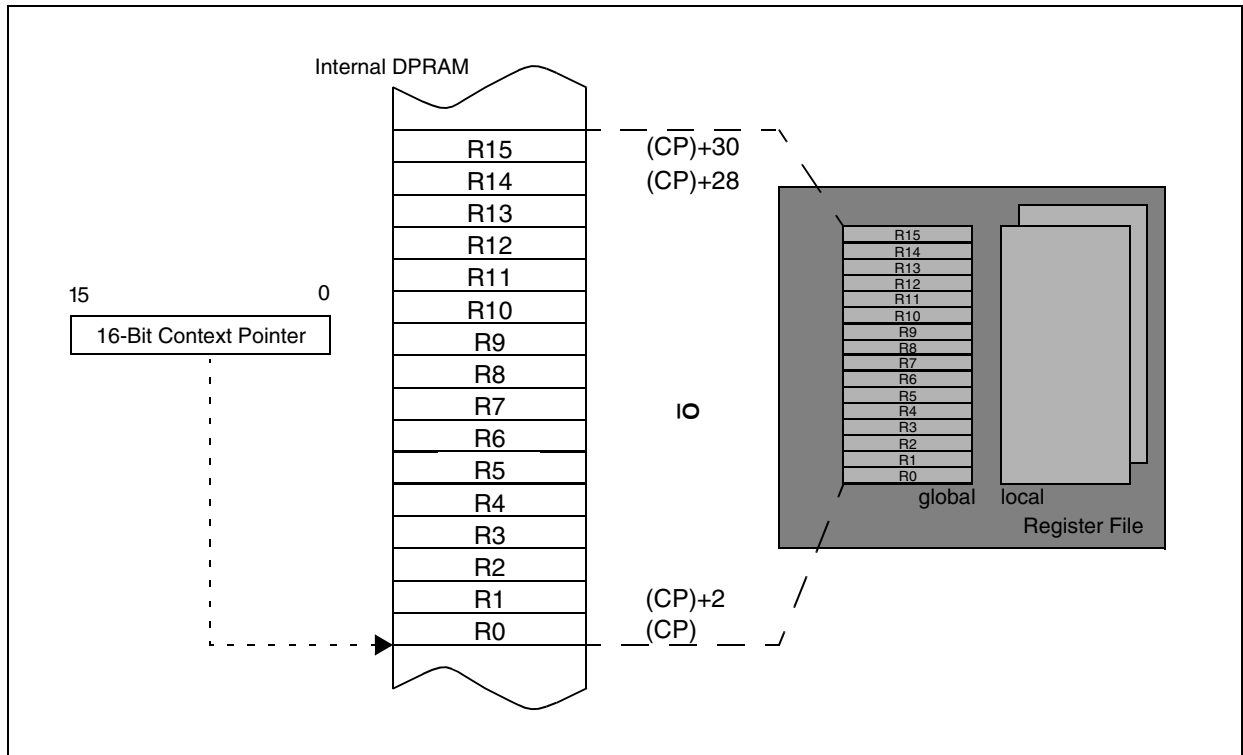 Internal DPRAM
R15
R14
R13
R12
R11
R10
R9
R8
R7
R6
R5
R4
R3
R2
R1
R0
15 0
16-Bit Context Pointer
(CP)+30
(CP)+28
(CP)+2
(CP)
R15
R14
R13
R12
R11
R10
R9
R8
R7
R6
R5
R4
R3
R2
R1
R0
global local
Register File